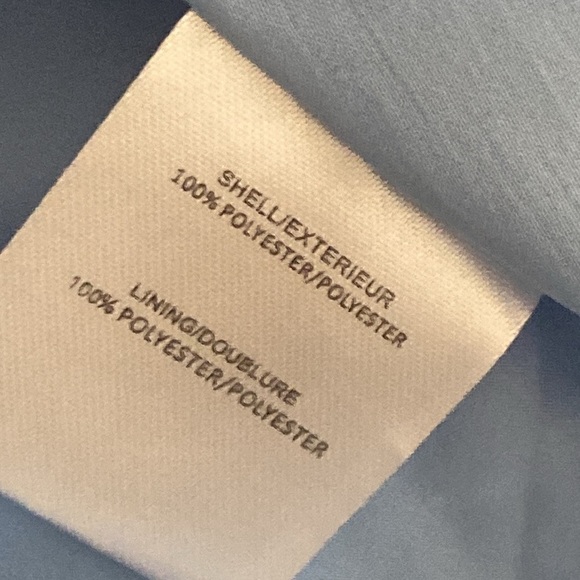 SHELL/EXTERIEUR
100% POLYESTER/POLYESTER
LINING/DOUBLURE
100% POLYESTER/POLYESTER